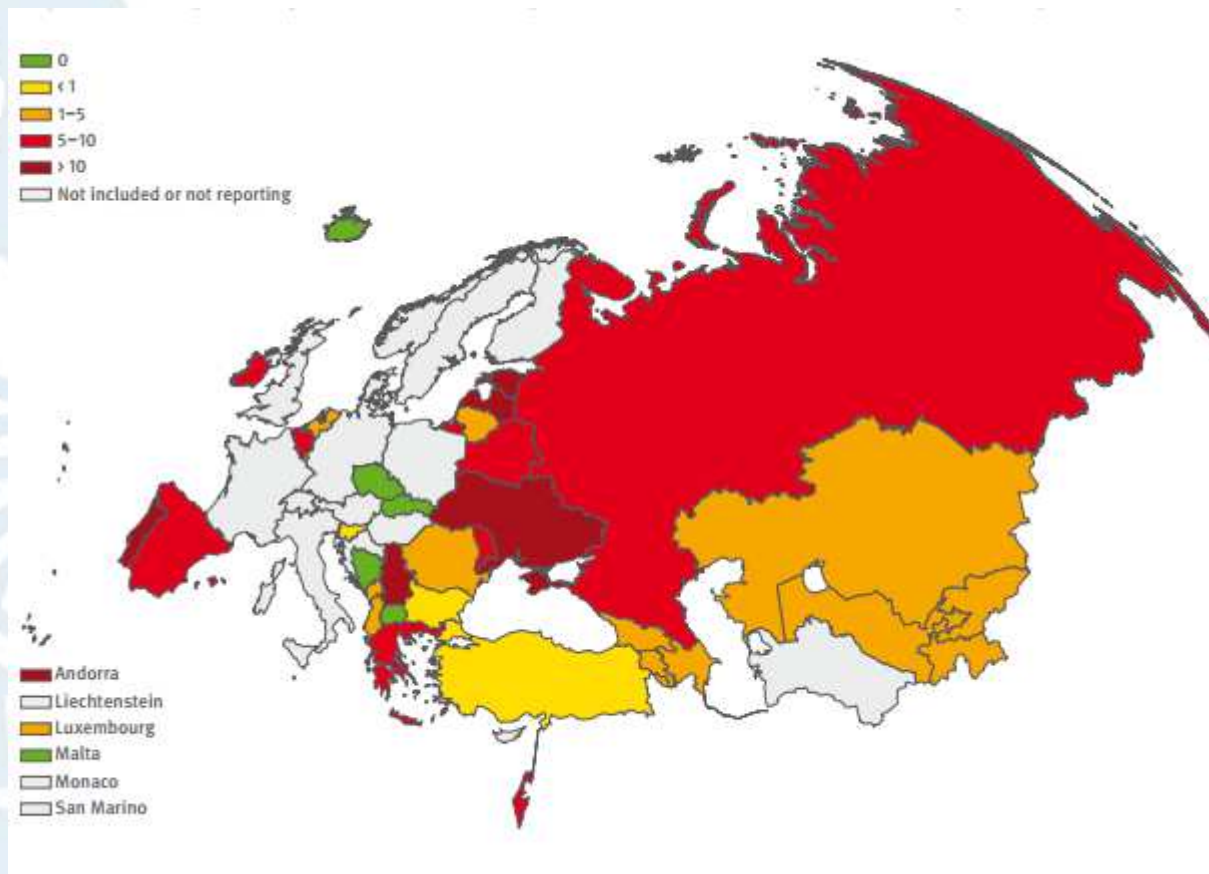 0
< 1
1–5
5–10
> 10
Not included or not reporting
Andorra
Liechtenstein
Luxembourg
Malta
Monaco
San Marino